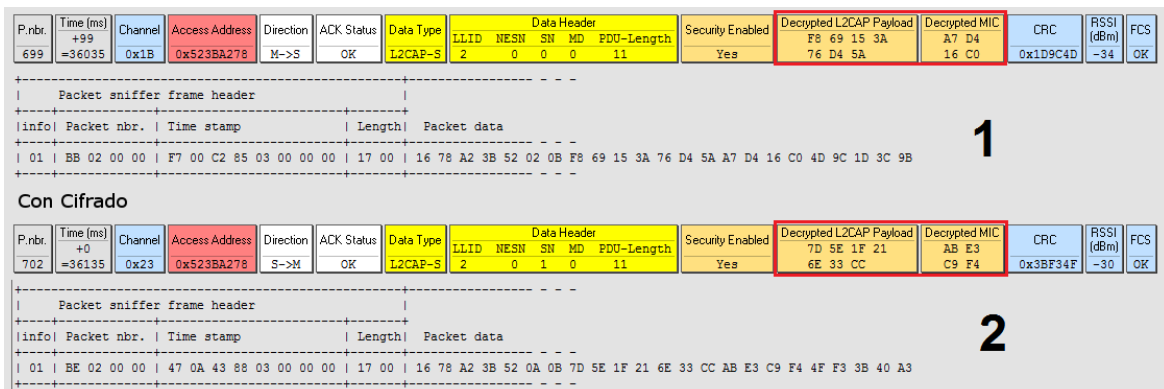 P.nbr. Time (ms) Channel Access Address Direction ACK Status Data Type Data Header Security Enabled Decrypted L2CAP Payload Decrypted MIC CRC RSSI (dBm) FCS
+99 LLID NESN SN MD PDU-Length F8 69 15 3A A7 D4
699 =36035 0x1B 0x523BA278 M->S OK L2CAP-S 2 0 0 0 11 Yes 76 D4 5A 16 C0 0x1D9C4D -34 OK
Packet sniffer frame header
|info| Packet nbr. | Time stamp | Length| Packet data
| 01 | BB 02 00 00 | F7 00 C2 85 03 00 00 00 | 17 00 | 16 78 A2 3B 52 02 0B F8 69 15 3A 76 D4 5A A7 D4 16 C0 4D 9C 1D 3C 9B
1
Con Cifrado
P.nbr. Time (ms) Channel Access Address Direction ACK Status Data Type Data Header Security Enabled Decrypted L2CAP Payload Decrypted MIC CRC RSSI (dBm) FCS
+0 LLID NESN SN MD PDU-Length 7D 5E 1F 21 AB E3
702 =36135 0x23 0x523BA278 S->M OK L2CAP-S 2 0 1 0 11 Yes 6E 33 CC C9 F4 0x3BF34F -30 OK
Packet sniffer frame header
|info| Packet nbr. | Time stamp | Length| Packet data
| 01 | BE 02 00 00 | 47 0A 43 88 03 00 00 00 | 17 00 | 16 78 A2 3B 52 0A 0B 7D 5E 1F 21 6E 33 CC AB E3 C9 F4 4F F3 3B 40 A3
2